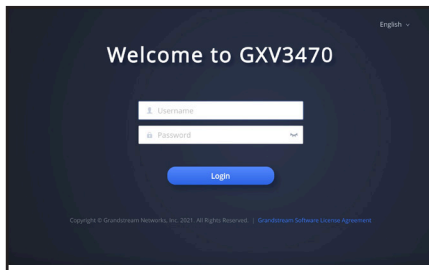 English
Welcome to GXV3470
Username
Password
Login
Copyright © Grandstream Networks, Inc. 2021. All Rights Reserved. | Grandstream Software License Agreement